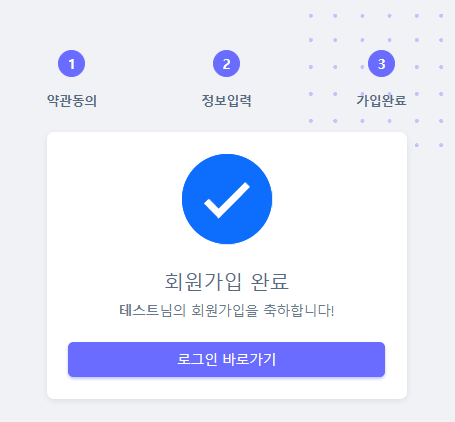 1 2 3
약관동의 정보입력 가입완료
회원가입 완료
테스트님의 회원가입을 축하합니다!
로그인 바로가기